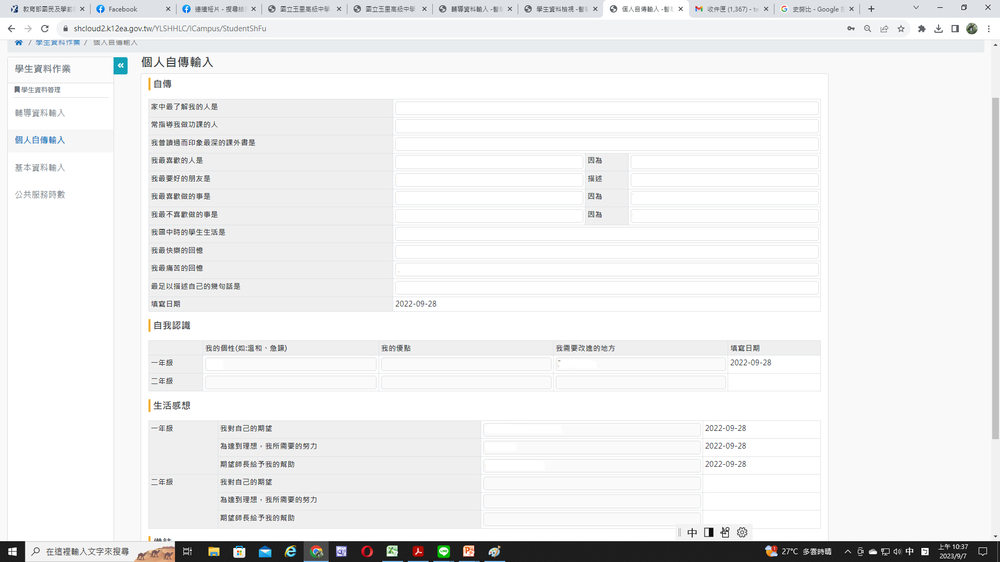 教育部國民及學前
Facebook
連續短片 - 搜尋結
國立玉里高級中學
國立玉里高級中學
輔導資料輸入 -智
學生資料檢視 -智
個人自傳輸入 -智
收件匣 (1,367) - te
史努比 - Google
shcloud2.k12ea.gov.tw/YLSHHLC/ICampus/StudentShFu
/ 學生資料作業 / 個人自傳輸入
學生資料作業
學生資料管理
輔導資料輸入
個人自傳輸入
基本資料輸入
公共服務時數
個人自傳輸入
自傳
家中最了解我的人是
常指導我做功課的人
我曾讀過而印象最深的課外書是
我最喜歡的人是 因為
我最要好的朋友是 描述
我最喜歡做的事是 因為
我最不喜歡做的事是 因為
我國中時的學生生活是
我最快樂的回憶
我最痛苦的回憶
最足以描述自己的幾句話是
填寫日期 2022-09-28
自我認識
我的個性(如:溫和、急躁) 我的優點 我需要改進的地方 填寫日期
一年級 2022-09-28
二年級
生活感想
一年級 我對自己的期望 2022-09-28
為達到理想，我所需要的努力 2022-09-28
期望師長給予我的幫助 2022-09-28
二年級 我對自己的期望
為達到理想，我所需要的努力
期望師長給予我的幫助
備註
中
在這裡輸入文字來搜尋
1
27°C 多雲時晴
中
上午 10:37
2023/9/7